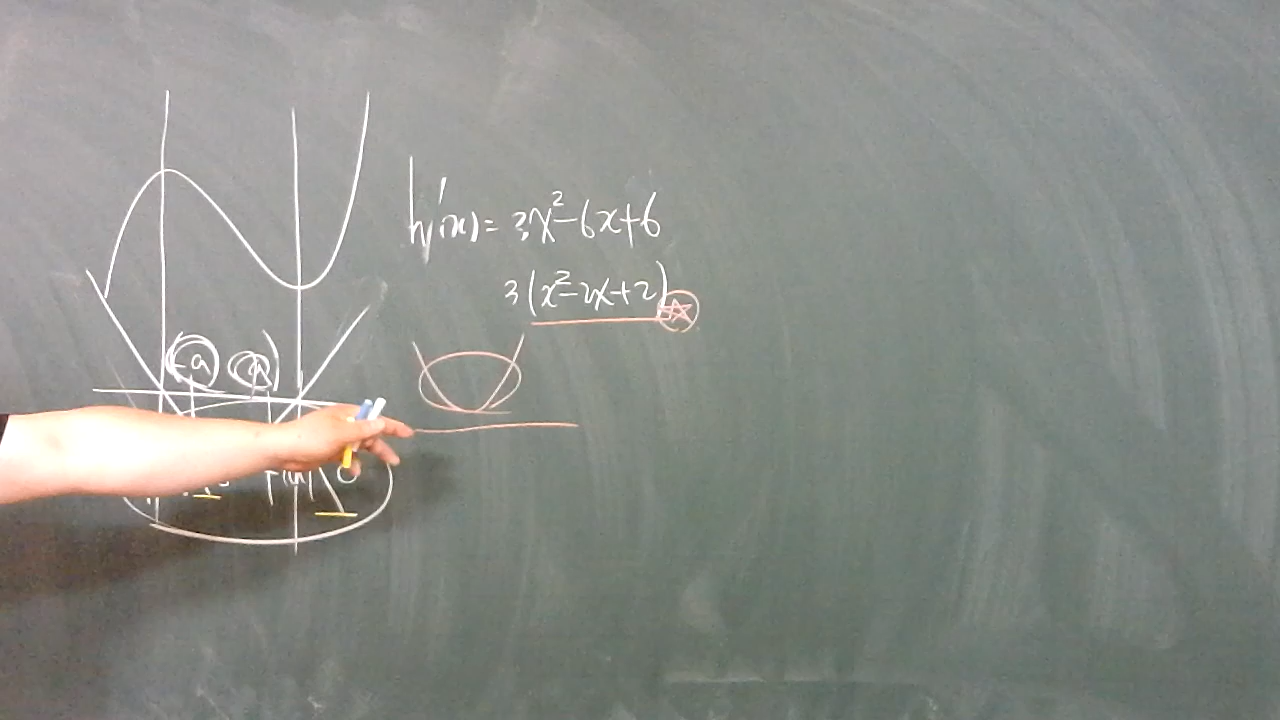 h'(x) = 3x²-6x+6
3(x²-2x+2)
-a a